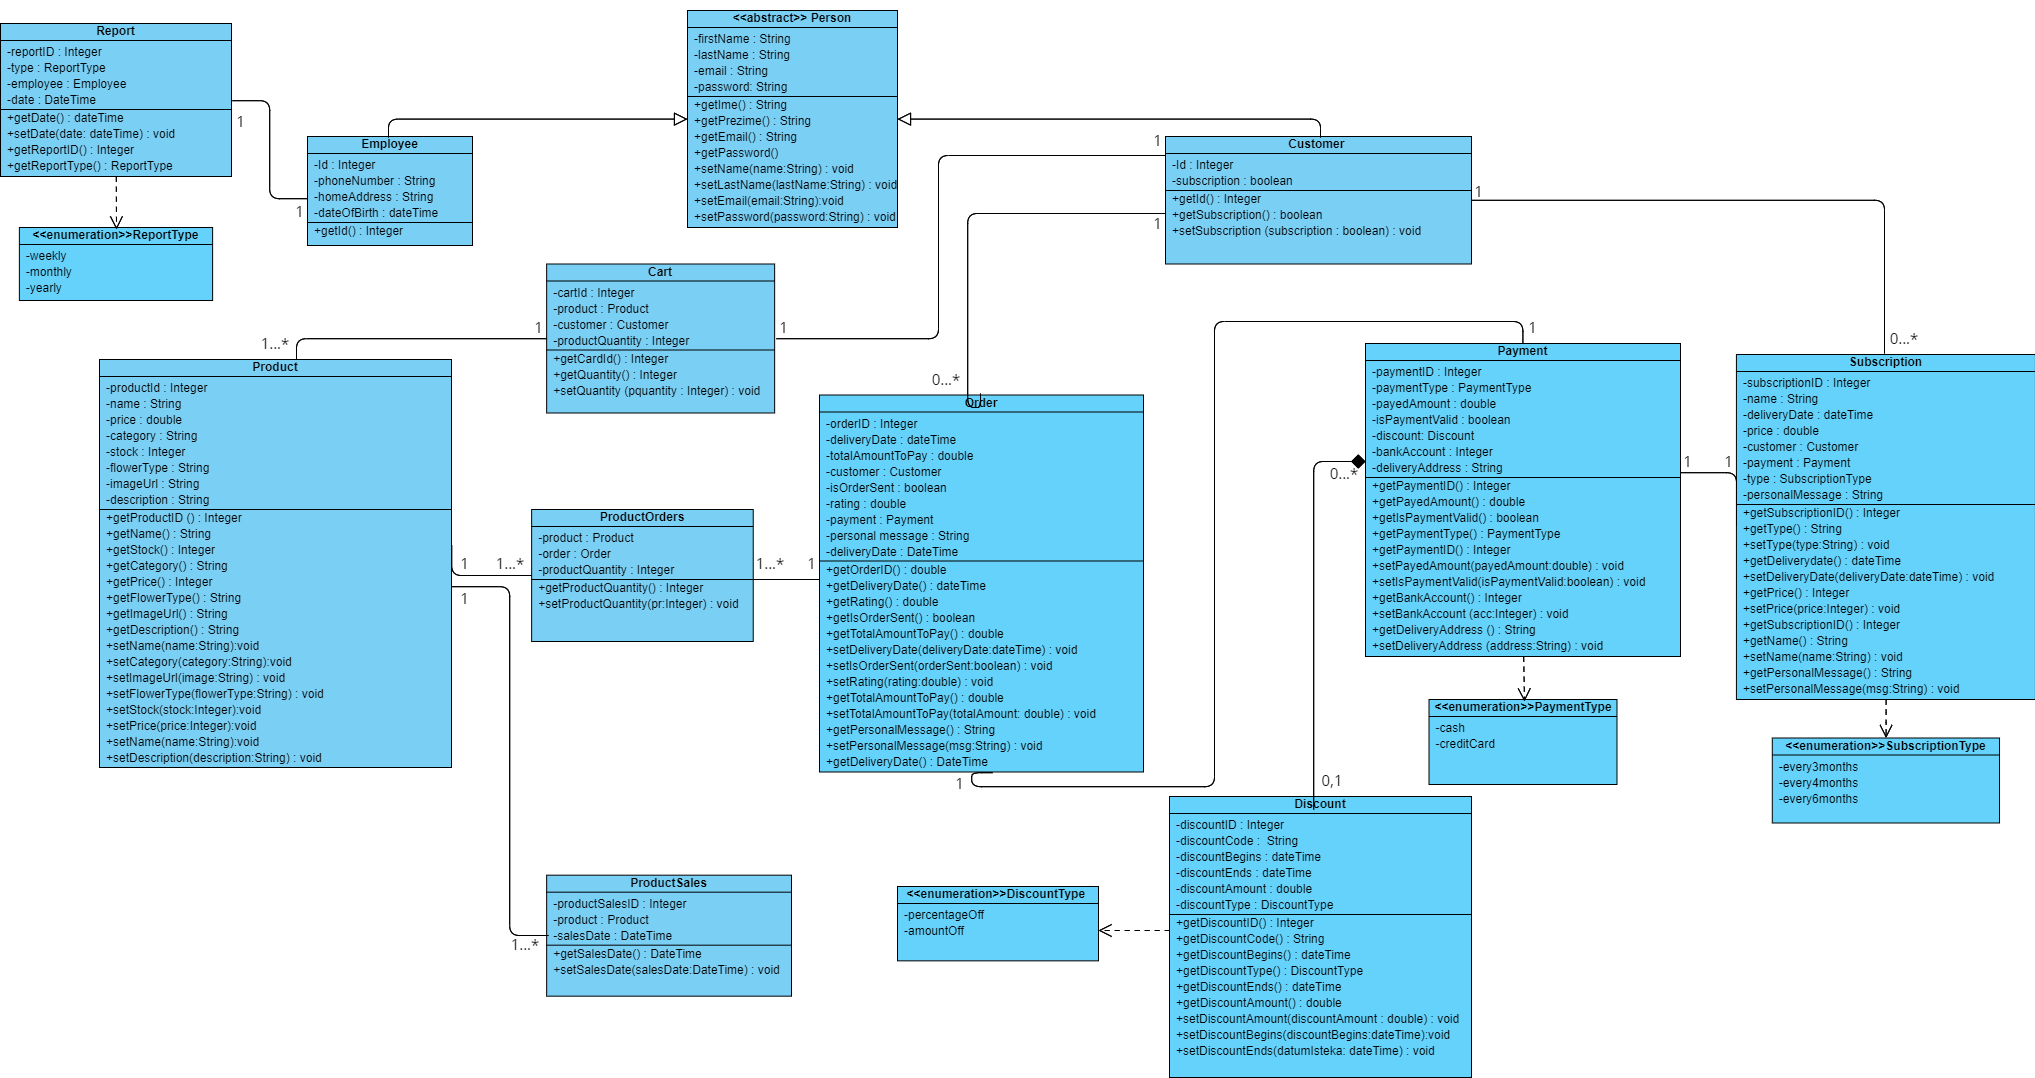 Report
-reportID : Integer
-type : ReportType
-employee : Employee
-date : DateTime
+getDate() : dateTime
+setDate(date: dateTime) : void
+getReportID() : Integer
+getReportType() : ReportType
1
1
<<enumeration>>ReportType
-weekly
-monthly
-yearly
Employee
-Id : Integer
-phoneNumber : String
-homeAddress : String
-dateOfBirth : dateTime
+getId() : Integer
<<abstract>> Person
-firstName : String
-lastName : String
-email : String
-password: String
+getIme() : String
+getPrezime() : String
+getEmail() : String
+getPassword()
+setName(name:String) : void
+setLastName(lastName:String) : void
+setEmail(email:String):void
+setPassword(password:String) : void
Customer
-Id : Integer
-subscription : boolean
+getId() : Integer
+getSubscription() : boolean
+setSubscription (subscription : boolean) : void
1
1
1
0...*
Cart
-cartId : Integer
-product : Product
-customer : Customer
-productQuantity : Integer
+getCardId() : Integer
+getQuantity() : Integer
+setQuantity (pquantity : Integer) : void
1
1
1...*
0...*
Product
-productId : Integer
-name : String
-price : double
-category : String
-stock : Integer
-flowerType : String
-imageUrl : String
-description : String
+getProductID () : Integer
+getName() : String
+getStock() : Integer
+getCategory() : String
+getPrice() : Integer
+getFlowerType() : String
+getImageUrl() : String
+getDescription() : String
+setName(name:String):void
+setCategory(category:String):void
+setImageUrl(image:String) : void
+setFlowerType(flowerType:String) : void
+setStock(stock:Integer):void
+setPrice(price:Integer):void
+setName(name:String):void
+setDescription(description:String) : void
1
1...*
1
ProductOrders
-product : Product
-order : Order
-productQuantity : Integer
+getProductQuantity() : Integer
+setProductQuantity(pr:Integer) : void
1...*
1
Order
-orderID : Integer
-deliveryDate : dateTime
-totalAmountToPay : double
-customer : Customer
-isOrderSent : boolean
-rating : double
-payment : Payment
-personal message : String
-deliveryDate : DateTime
+getOrderID() : double
+getDeliveryDate() : dateTime
+getRating() : double
+getIsOrderSent() : boolean
+getTotalAmountToPay() : double
+setDeliveryDate(deliveryDate:dateTime) : void
+setIsOrderSent(orderSent:boolean) : void
+setRating(rating:double) : void
+getTotalAmountToPay() : double
+setTotalAmountToPay(totalAmount: double) : void
+getPersonalMessage() : String
+setPersonalMessage(msg:String) : void
+getDeliveryDate() : DateTime
1
1
Payment
-paymentID : Integer
-paymentType : PaymentType
-payedAmount : double
-isPaymentValid : boolean
-discount: Discount
-bankAccount : Integer
-deliveryAddress : String
+getPaymentID() : Integer
+getPayedAmount() : double
+getIsPaymentValid() : boolean
+getPaymentType() : PaymentType
+getPaymentID() : Integer
+setPayedAmount(payedAmount:double) : void
+setIsPaymentValid(isPaymentValid:boolean) : void
+getBankAccount() : Integer
+setBankAccount (acc:Integer) : void
+getDeliveryAddress () : String
+setDeliveryAddress (address:String) : void
0...*
0,1
1
1
Subscription
-subscriptionID : Integer
-name : String
-deliveryDate : dateTime
-price : double
-customer : Customer
-payment : Payment
-type : SubscriptionType
-personalMessage : String
+getSubscriptionID() : Integer
+getType() : String
+setType(type:String) : void
+getDeliverydate() : dateTime
+setDeliveryDate(deliveryDate:dateTime) : void
+getPrice() : Integer
+setPrice(price:Integer) : void
+getSubscriptionID() : Integer
+getName() : String
+setName(name:String) : void
+getPersonalMessage() : String
+setPersonalMessage(msg:String) : void
<<enumeration>>PaymentType
-cash
-creditCard
<<enumeration>>SubscriptionType
-every3months
-every4months
-every6months
Discount
-discountID : Integer
-discountCode :  String
-discountBegins : dateTime
-discountEnds : dateTime
-discountAmount : double
-discountType : DiscountType
+getDiscountID() : Integer
+getDiscountCode() : String
+getDiscountBegins() : dateTime
+getDiscountType() : DiscountType
+getDiscountEnds() : dateTime
+getDiscountAmount() : double
+setDiscountAmount(discountAmount : double) : void
+setDiscountBegins(discountBegins:dateTime):void
+setDiscountEnds(datumIsteka: dateTime) : void
<<enumeration>>DiscountType
-percentageOff
-amountOff
ProductSales
-productSalesID : Integer
-product : Product
-salesDate : DateTime
+getSalesDate() : DateTime
+setSalesDate(salesDate:DateTime) : void
1...*